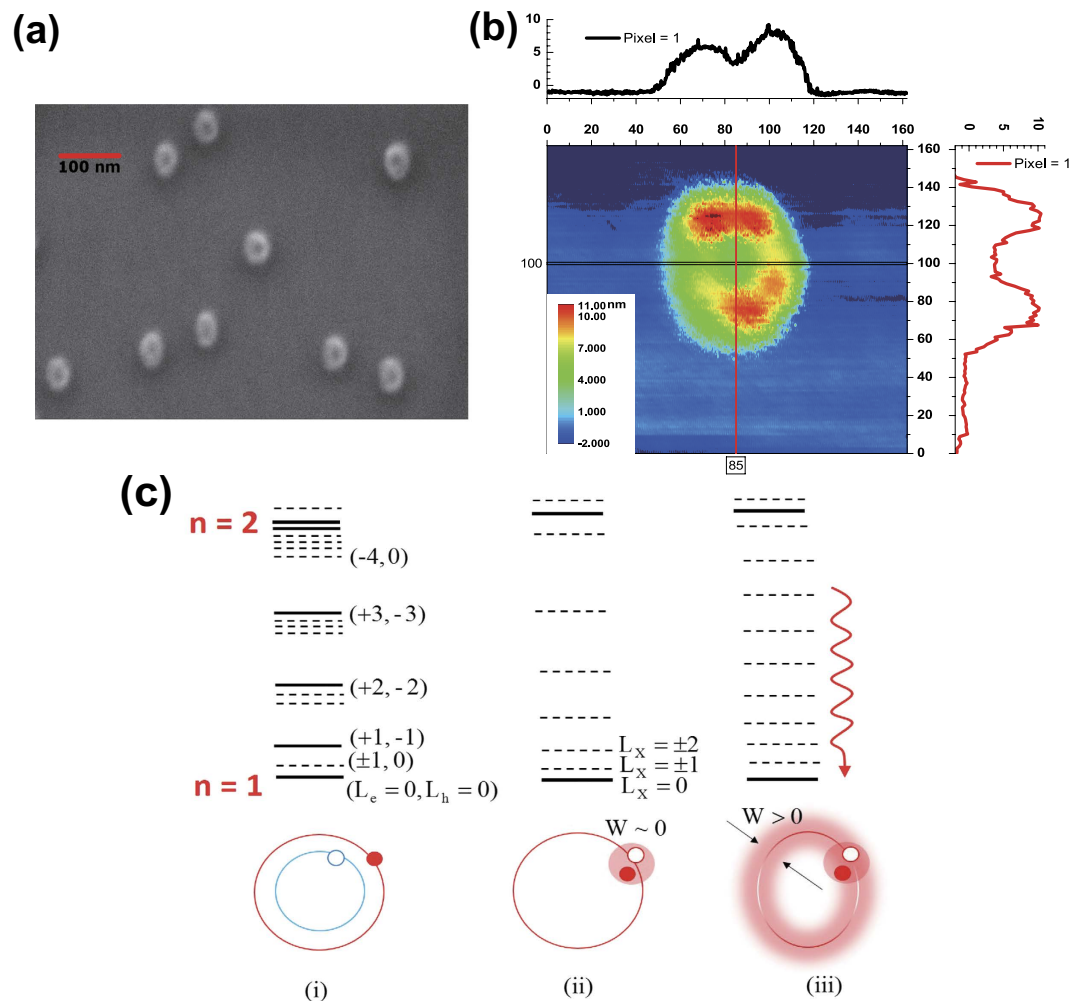 (a)
100 nm
(b)
10
5
0
Pixel = 1
0 20 40 60 80 100 120 140 160
0 5 10
Pixel = 1
160
140
120
100
80
60
40
20
0
100
11.00 nm
10.00
7.000
4.000
1.000
-2.000
85
(c)
n = 2
(-4, 0)
(+3, -3)
(+2, -2)
(+1, -1)
(±1, 0)
n = 1
(L_e = 0, L_h = 0)
L_X = ±2
L_X = ±1
L_X = 0
W ~ 0
W > 0
(i)
(ii)
(iii)